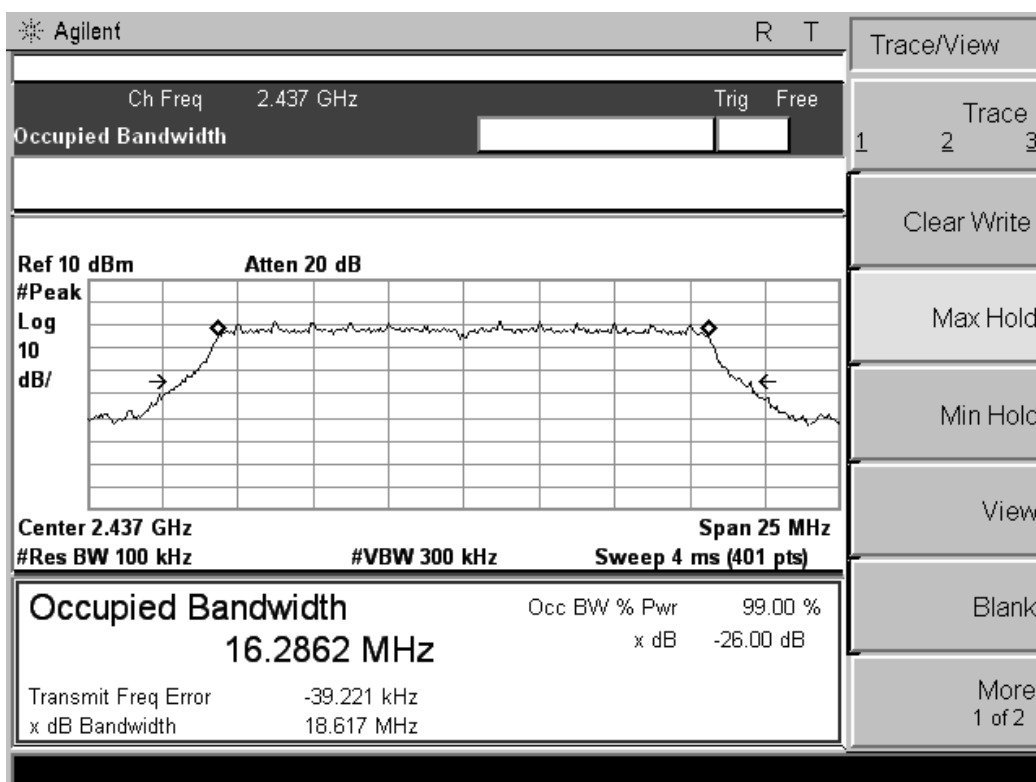 Agilent R T
Ch Freq 2.437 GHz Trig Free
Occupied Bandwidth
Ref 10 dBm Atten 20 dB
#Peak
Log
10
dB/
Center 2.437 GHz Span 25 MHz
#Res BW 100 kHz #VBW 300 kHz Sweep 4 ms (401 pts)
Occupied Bandwidth Occ BW % Pwr 99.00 %
16.2862 MHz x dB -26.00 dB
Transmit Freq Error -39.221 kHz
x dB Bandwidth 18.617 MHz
Trace/View
Trace
1 2 3
Clear Write
Max Hold
Min Hold
View
Blank
More
1 of 2